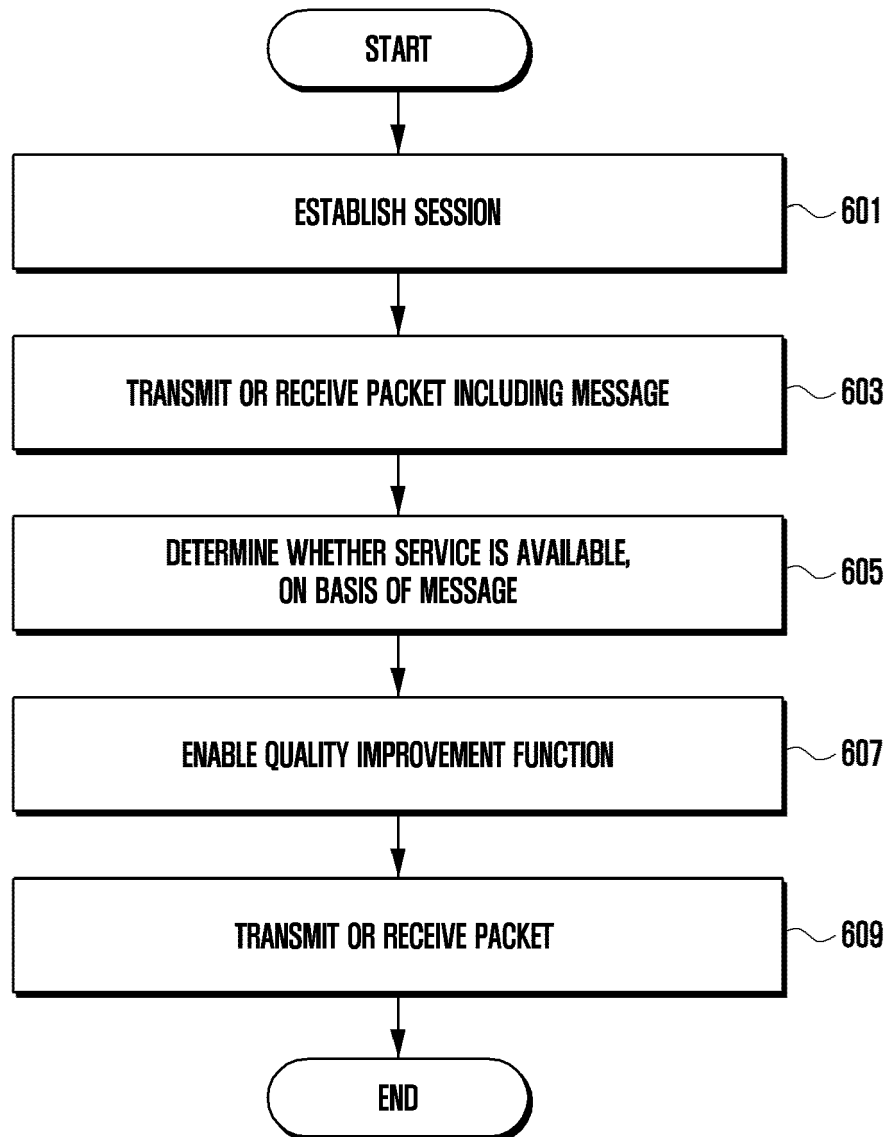 START
ESTABLISH SESSION
601
TRANSMIT OR RECEIVE PACKET INCLUDING MESSAGE
603
DETERMINE WHETHER SERVICE IS AVAILABLE,
ON BASIS OF MESSAGE
605
ENABLE QUALITY IMPROVEMENT FUNCTION
607
TRANSMIT OR RECEIVE PACKET
609
END